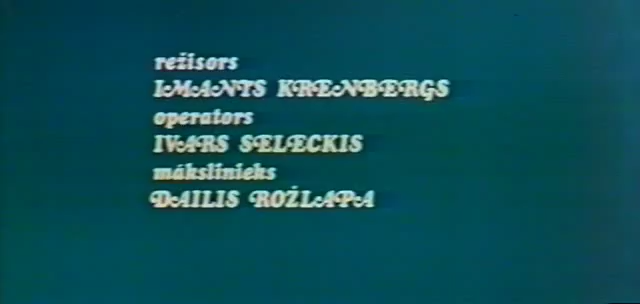 režisors
IMANTS KRENBERGS
operators
IVARS SELECKIS
mākslinieks
DAILIS ROŽLAPA